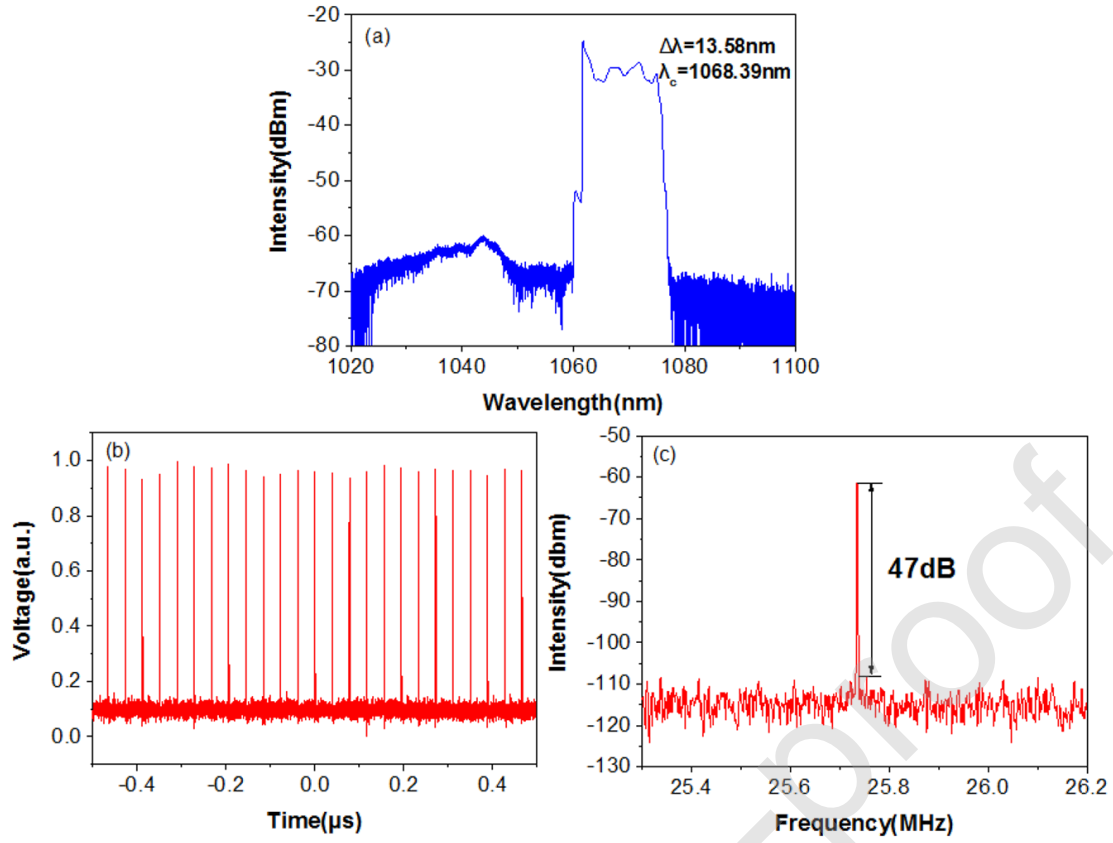 (a)
Δλ=13.58nm
λc=1068.39nm
-20
-30
-40
-50
-60
-70
-80
Intensity(dBm)
1020 1040 1060 1080 1100
Wavelength(nm)
(b)
1.0
0.8
0.6
0.4
0.2
0.0
Voltage(a.u.)
-0.4 -0.2 0.0 0.2 0.4
Time(µs)
(c)
-50
-60
-70
-80
-90
-100
-110
-120
-130
Intensity(dbm)
47dB
25.4 25.6 25.8 26.0 26.2
Frequency(MHz)
-proof